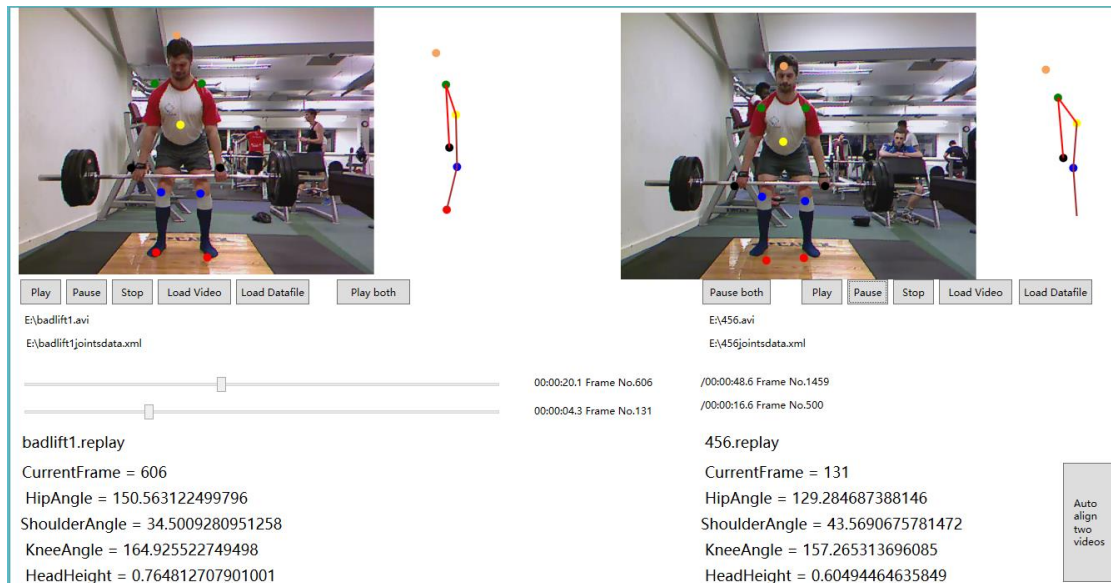 Play Pause Stop Load Video Load Datafile Play both
Pause both Play Pause Stop Load Video Load Datafile
E:\badlift1.avi
E:\456.avi
E:\badlift1jointsdata.xml
E:\456jointsdata.xml
00:00:20.1 Frame No.606 /00:00:48.6 Frame No.1459
00:00:04.3 Frame No.131 /00:00:16.6 Frame No.500
badlift1.replay
CurrentFrame = 606
HipAngle = 150.563122499796
ShoulderAngle = 34.5009280951258
KneeAngle = 164.925522749498
HeadHeight = 0.764812707901001
456.replay
CurrentFrame = 131
HipAngle = 129.284687388146
ShoulderAngle = 43.5690675781472
KneeAngle = 157.265313696085
HeadHeight = 0.60494464635849
Auto
align
two
videos